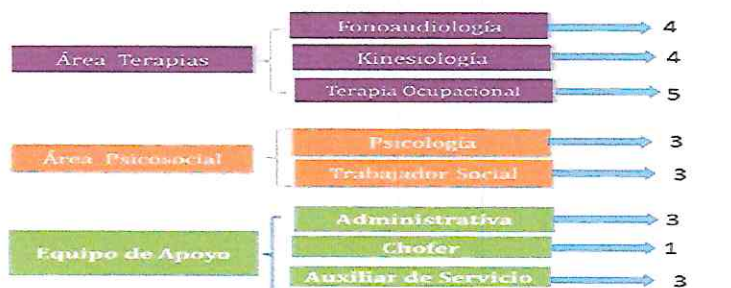 Fonoaudiología 4
Área Terapias
Kinesiología 4
Terapia Ocupacional 5
Psicología 3
Área Psicosocial
Trabajador Social 3
Administrativa 3
Equipo de Apoyo
Chofer 1
Auxiliar de Servicio 3